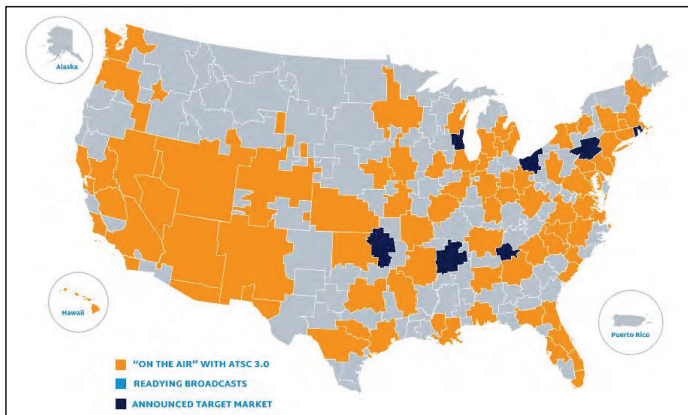 Alaska
Hawaii
Puerto Rico
"ON THE AIR" WITH ATSC 3.0
READYING BROADCASTS
ANNOUNCED TARGET MARKET